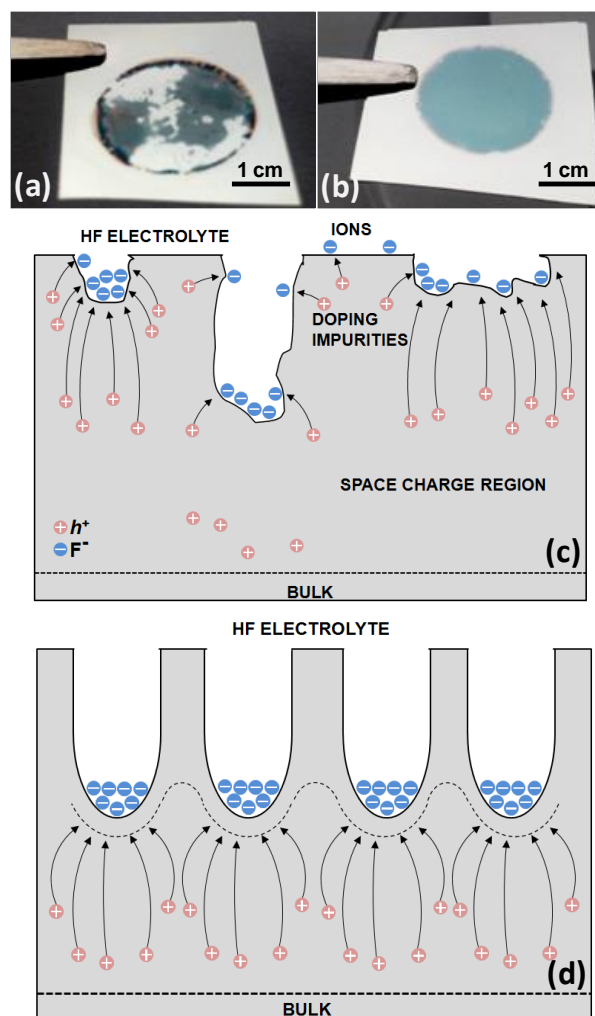 1 cm
(a)
1 cm
(b)
HF ELECTROLYTE
IONS
DOPING
IMPURITIES
SPACE CHARGE REGION
h⁺
F⁻
(c)
BULK
HF ELECTROLYTE
(d)
BULK